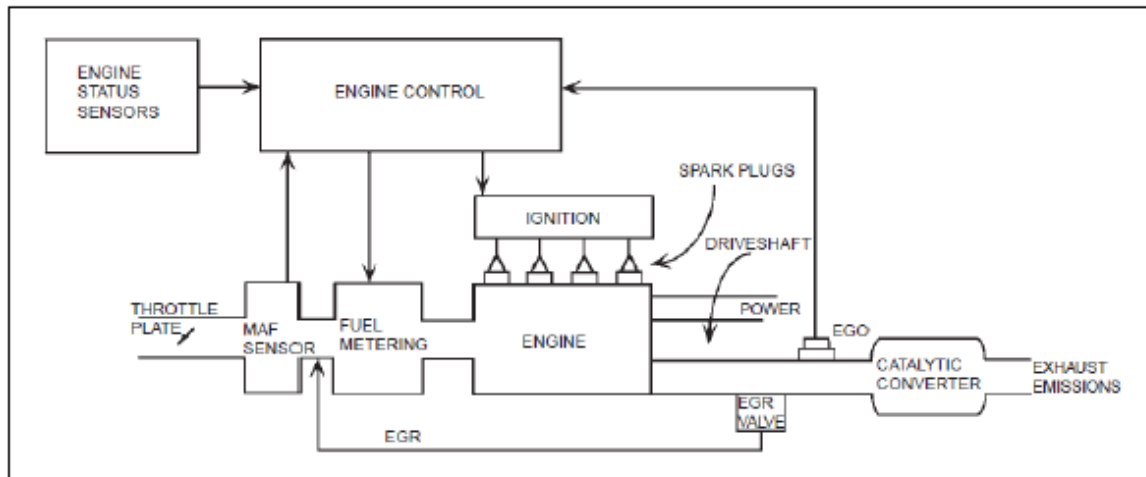 ENGINE
STATUS
SENSORS
ENGINE CONTROL
SPARK PLUGS
IGNITION
DRIVESHAFT
THROTTLE
PLATE
MAF
SENSOR
FUEL
METERING
ENGINE
POWER
EGO
CATALYTIC
CONVERTER
EXHAUST
EMISSIONS
EGR
VALVE
EGR